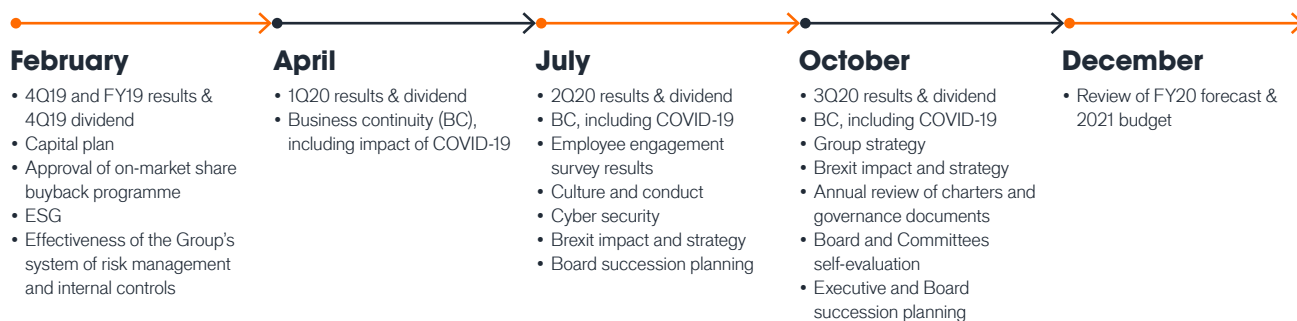 February
• 4Q19 and FY19 results &
4Q19 dividend
• Capital plan
• Approval of on-market share
buyback programme
• ESG
• Effectiveness of the Group's
system of risk management
and internal controls
April
• 1Q20 results & dividend
• Business continuity (BC),
including impact of COVID-19
July
• 2Q20 results & dividend
• BC, including COVID-19
• Employee engagement
survey results
• Culture and conduct
• Cyber security
• Brexit impact and strategy
• Board succession planning
October
• 3Q20 results & dividend
• BC, including COVID-19
• Group strategy
• Brexit impact and strategy
• Annual review of charters and
governance documents
• Board and Committees
self-evaluation
• Executive and Board
succession planning
December
• Review of FY20 forecast &
2021 budget